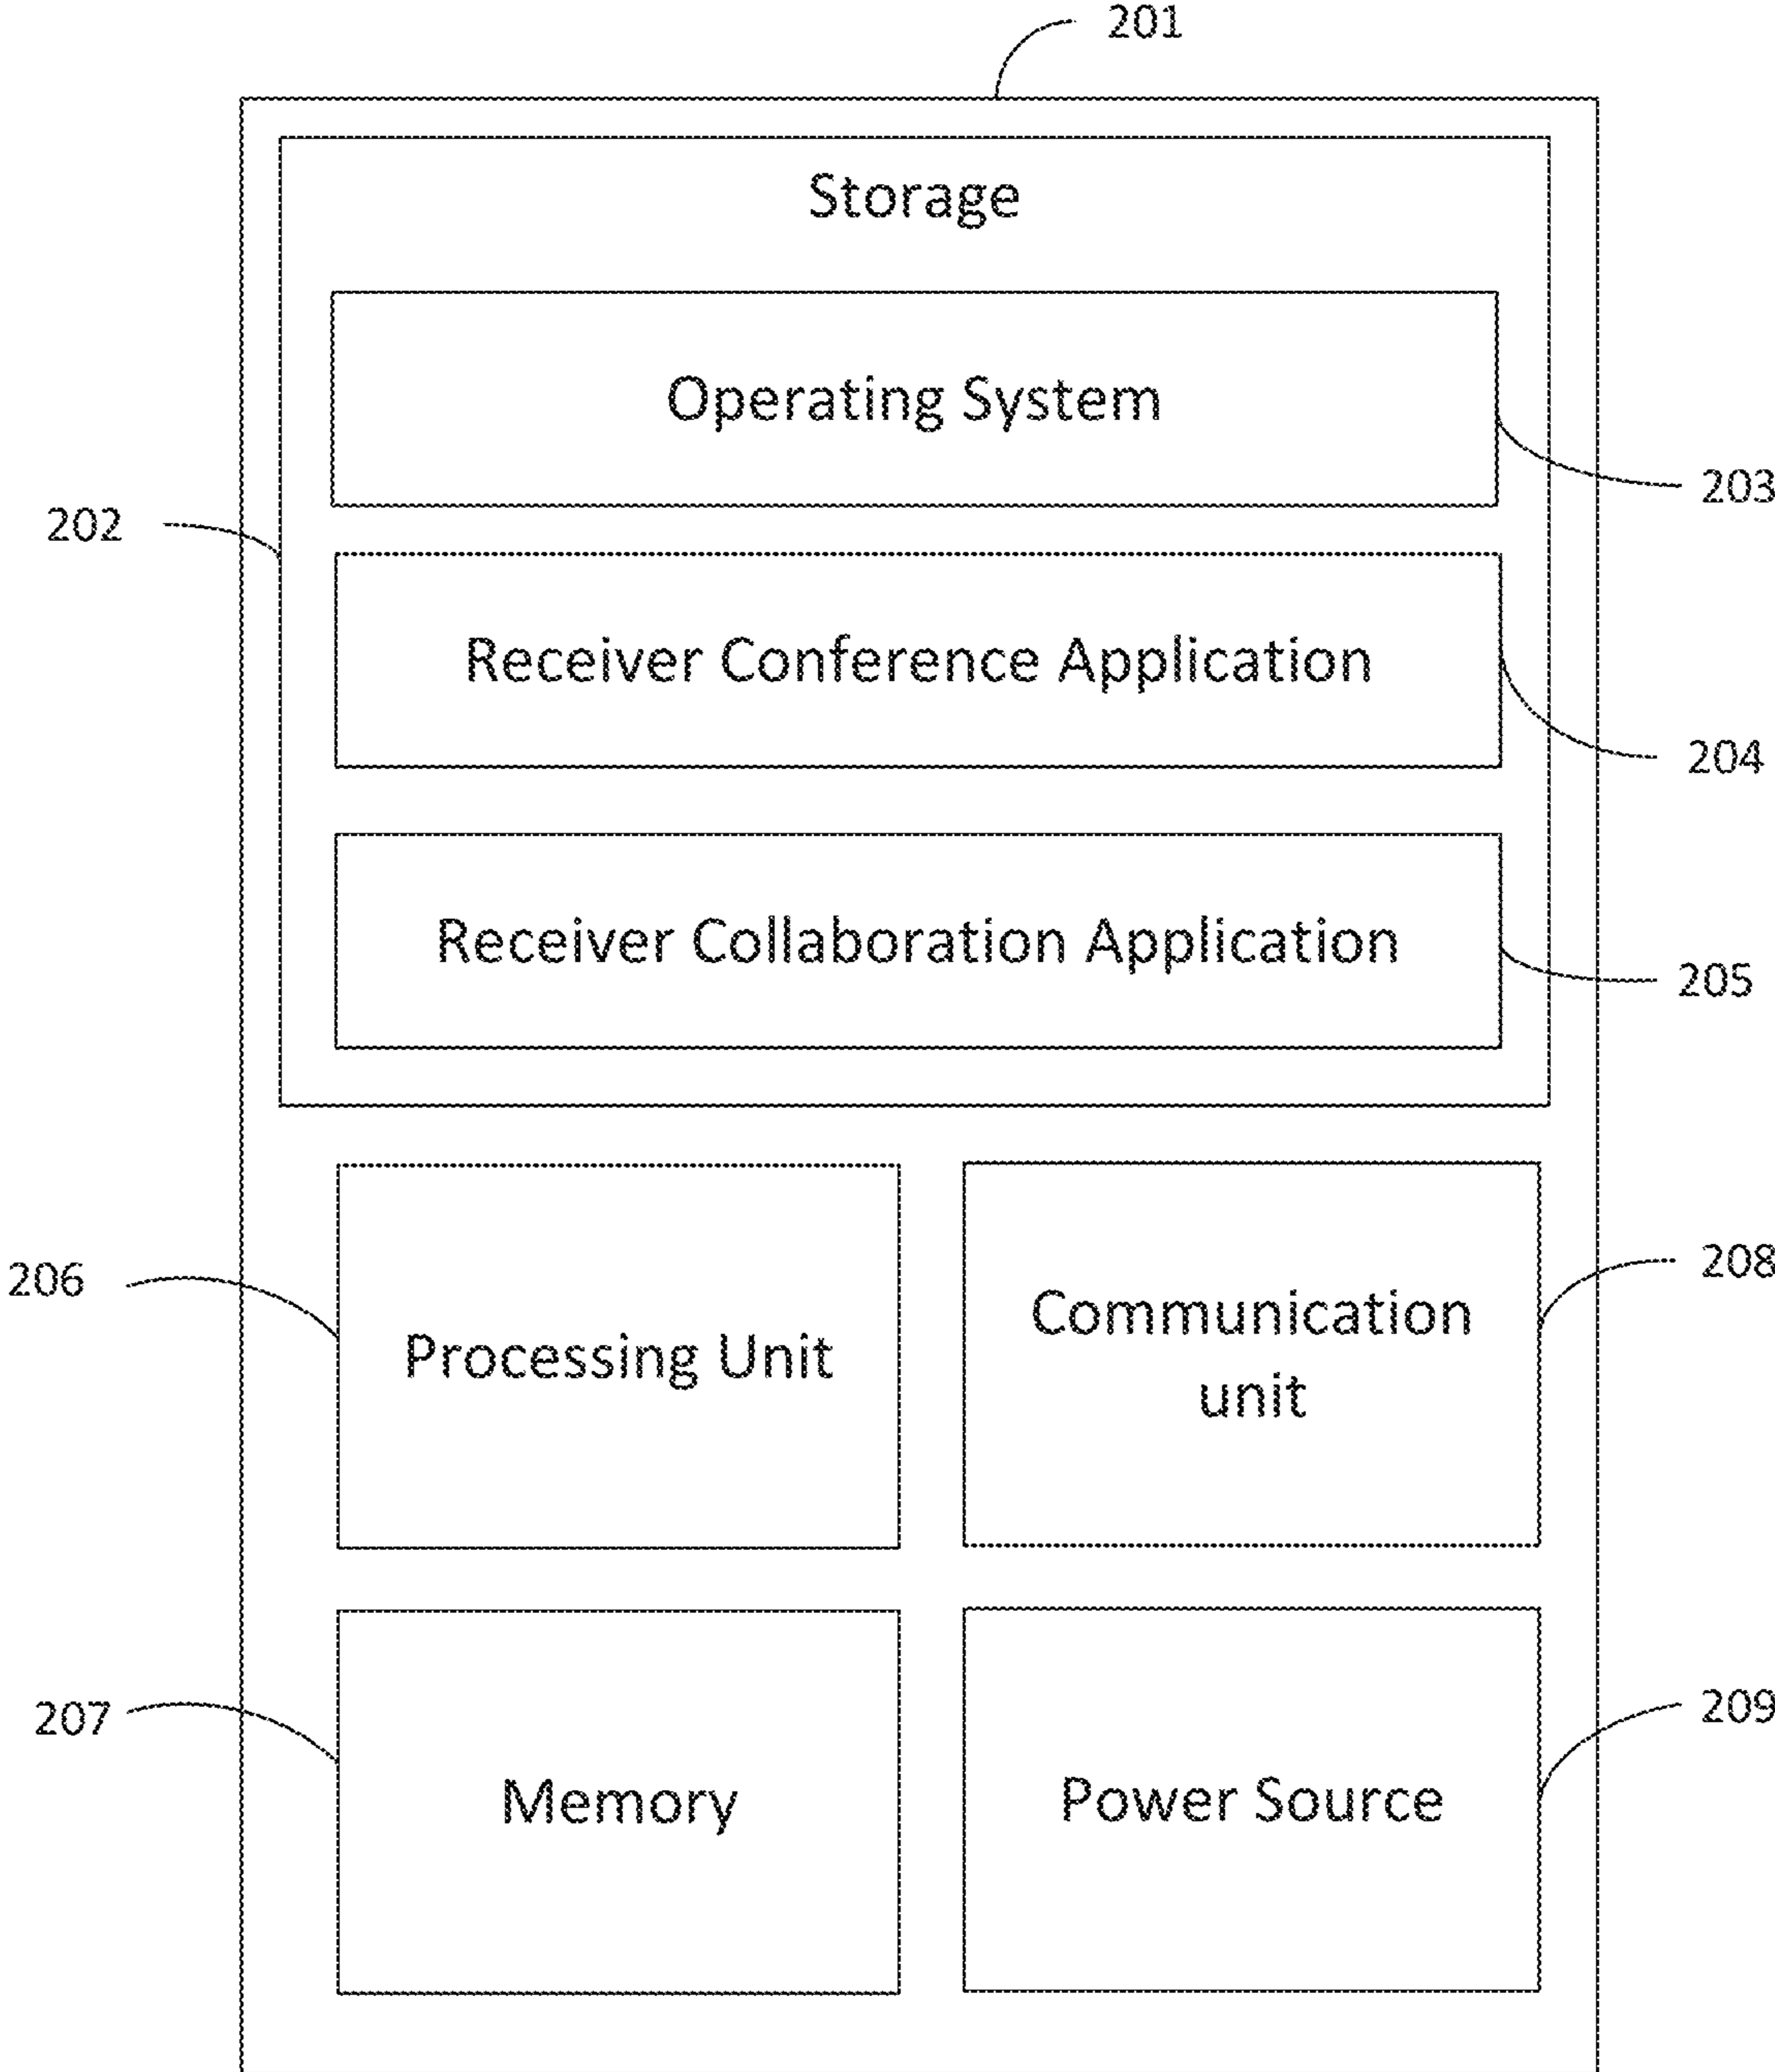 201
Storage
Operating System
203
202
Receiver Conference Application
204
Receiver Collaboration Application
205
206
Processing Unit
Communication
unit
208
207
Memory
Power Source
209